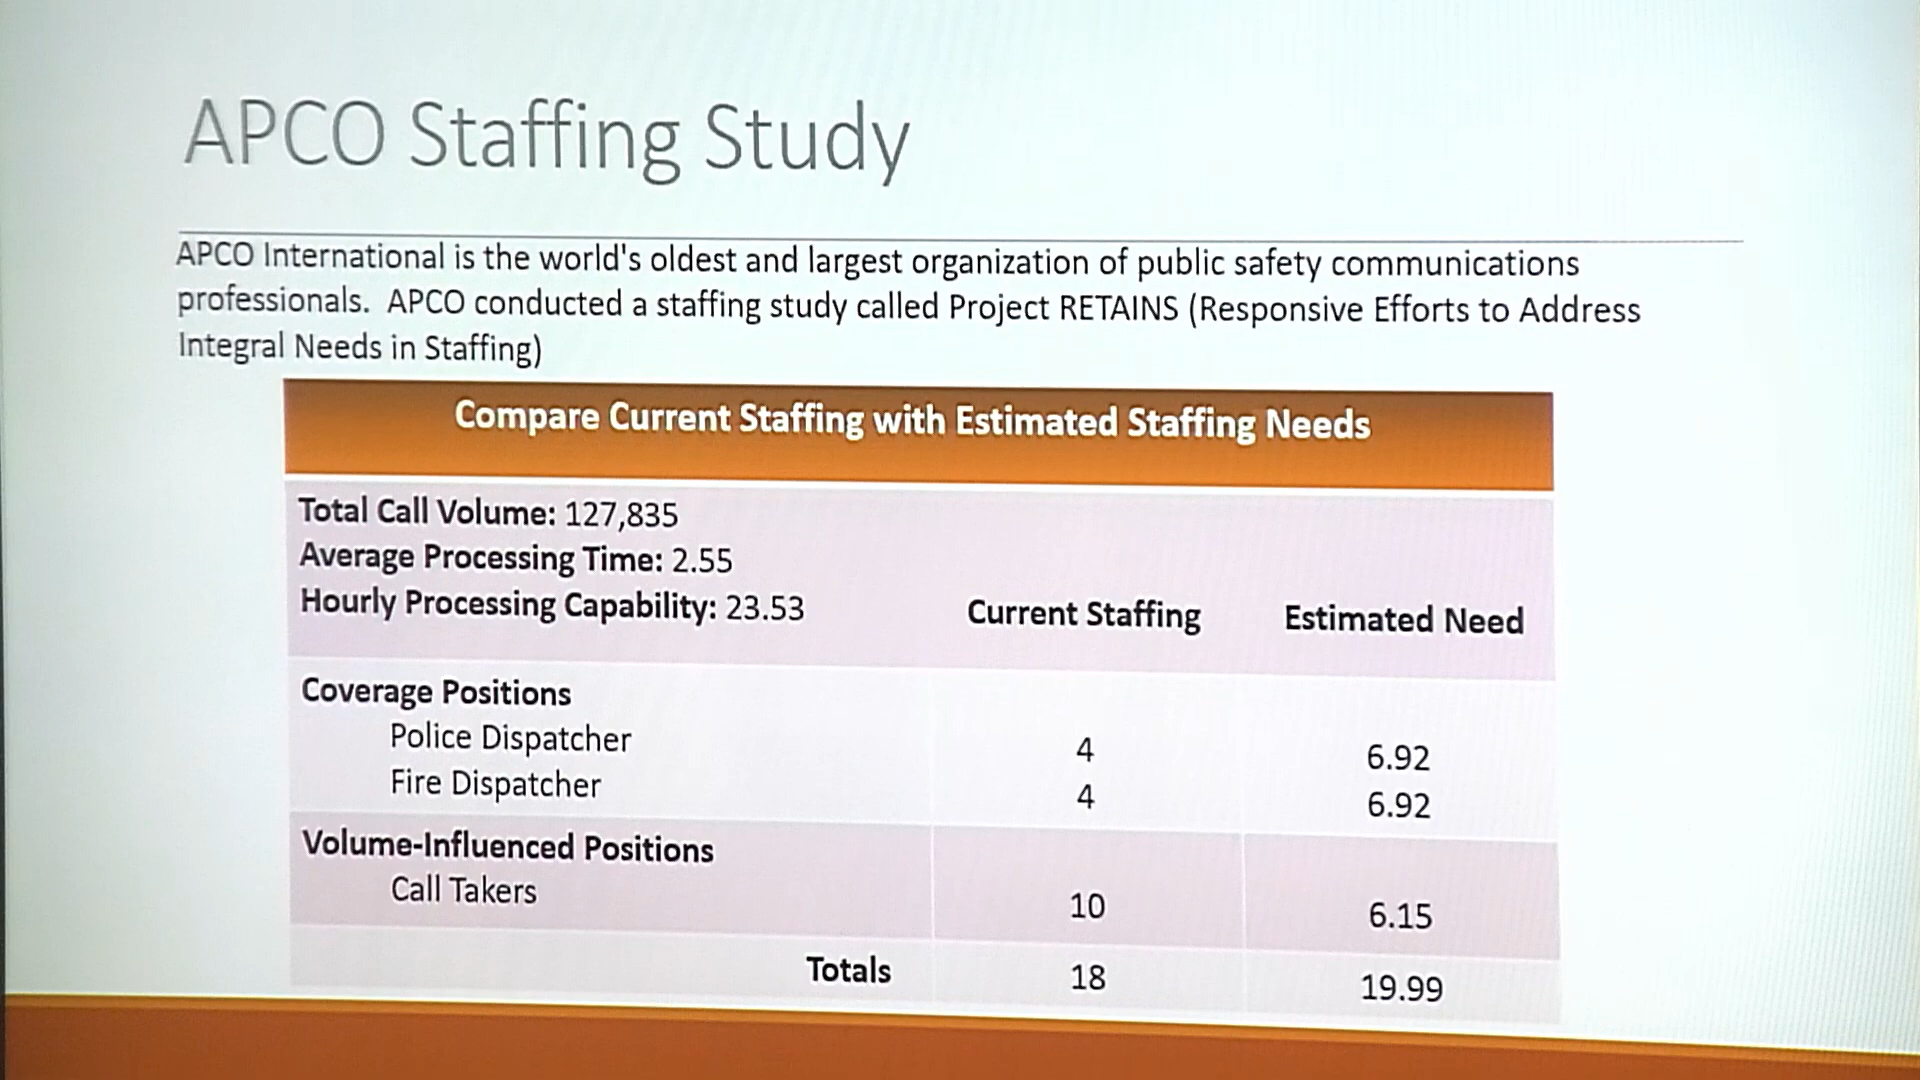 APCO Staffing Study
APCO International is the world's oldest and largest organization of public safety communications
professionals. APCO conducted a staffing study called Project RETAINS (Responsive Efforts to Address
Integral Needs in Staffing)
Compare Current Staffing with Estimated Staffing Needs
Total Call Volume: 127,835
Average Processing Time: 2.55
Hourly Processing Capability: 23.53 Current Staffing Estimated Need
Coverage Positions
Police Dispatcher 4 6.92
Fire Dispatcher 4 6.92
Volume-Influenced Positions
Call Takers 10 6.15
Totals 18 19.99